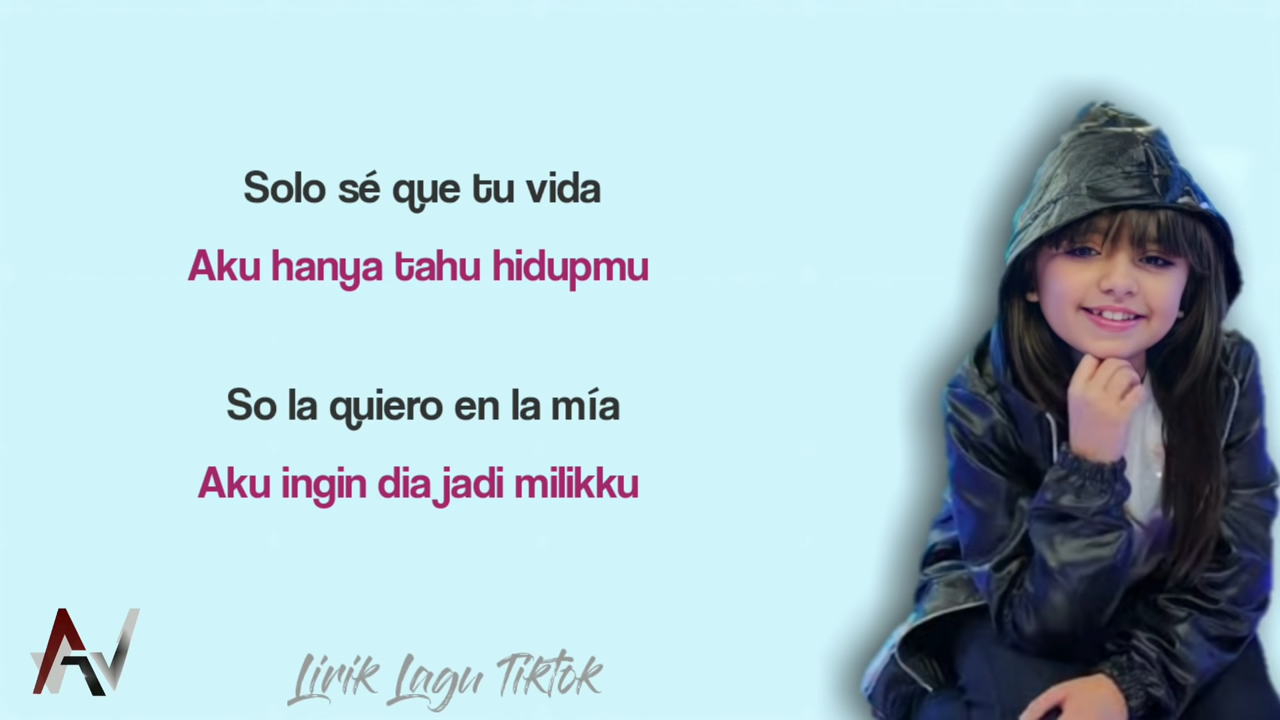 Solo sé que tu vida
Aku hanya tahu hidupmu
So la quiero en la mía
Aku ingin dia jadi milikku
Lirik Lagu Tiktok